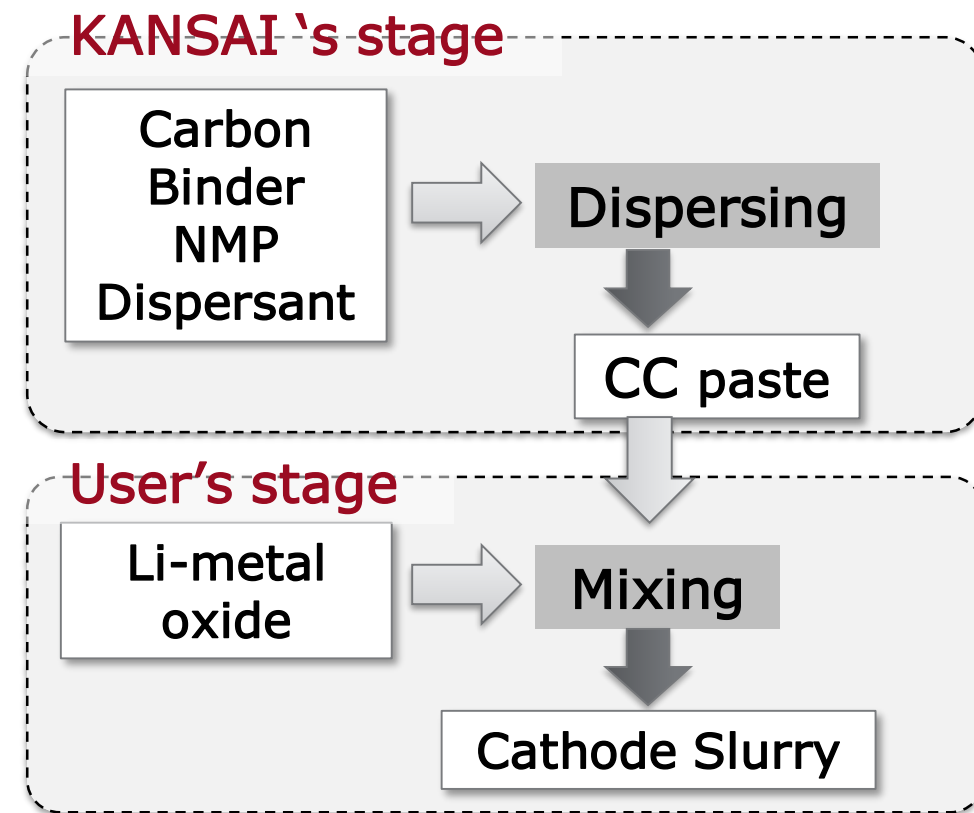 KANSAI ‘s stage
Carbon
Binder
NMP
Dispersant
Dispersing
CC paste
User’s stage
Li-metal
oxide
Mixing
Cathode Slurry